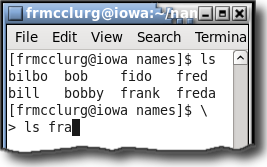 frmcclurg@iowa:~/nam
File Edit View Search Termina
[frmcclurg@iowa names]$ ls
bilbo bob fido fred
bill bobby frank freda
[frmcclurg@iowa names]$ \
> ls fra